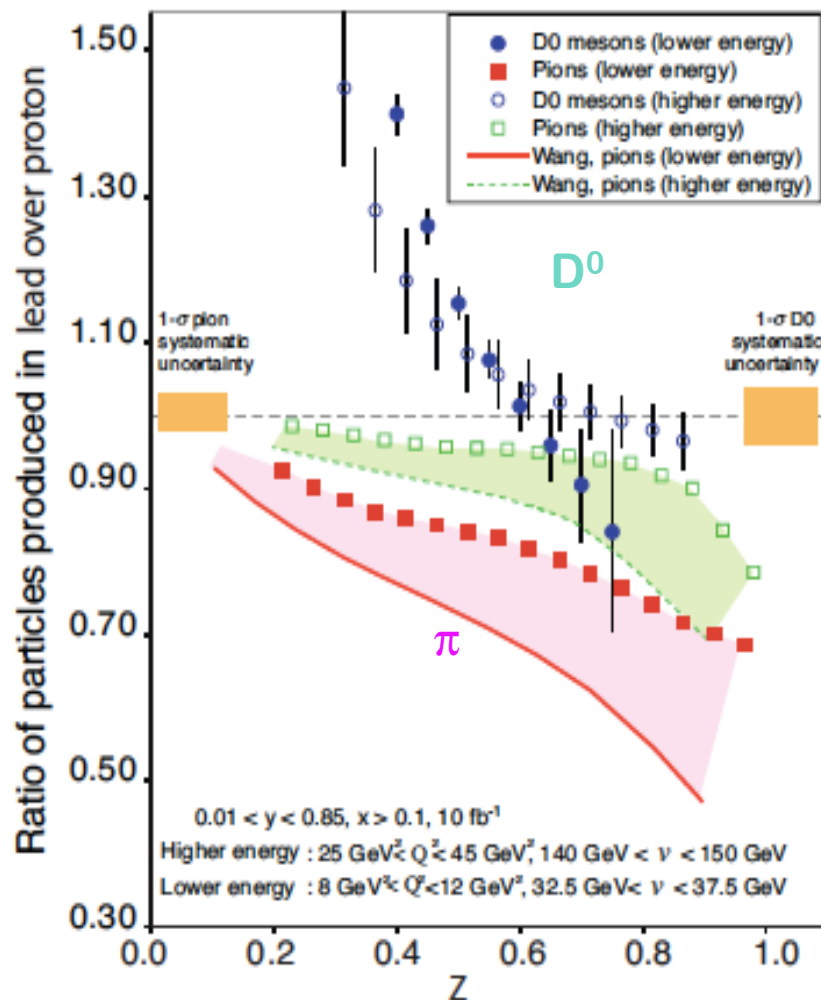 Ratio of particles produced in lead over proton
1.50
1.30
1.10
0.90
0.70
0.50
0.30
D0 mesons (lower energy)
Pions (lower energy)
D0 mesons (higher energy)
Pions (higher energy)
Wang, pions (lower energy)
Wang, pions (higher energy)
D⁰
1-σ pion
systematic
uncertainty
1-σ D0
systematic
uncertainty
π
0.01 < y < 0.85, x > 0.1, 10 fb⁻¹
Higher energy : 25 GeV²< Q²< 45 GeV², 140 GeV < ν < 150 GeV
Lower energy : 8 GeV²< Q²<12 GeV², 32.5 GeV< ν < 37.5 GeV
0.0 0.2 0.4 0.6 0.8 1.0
Z